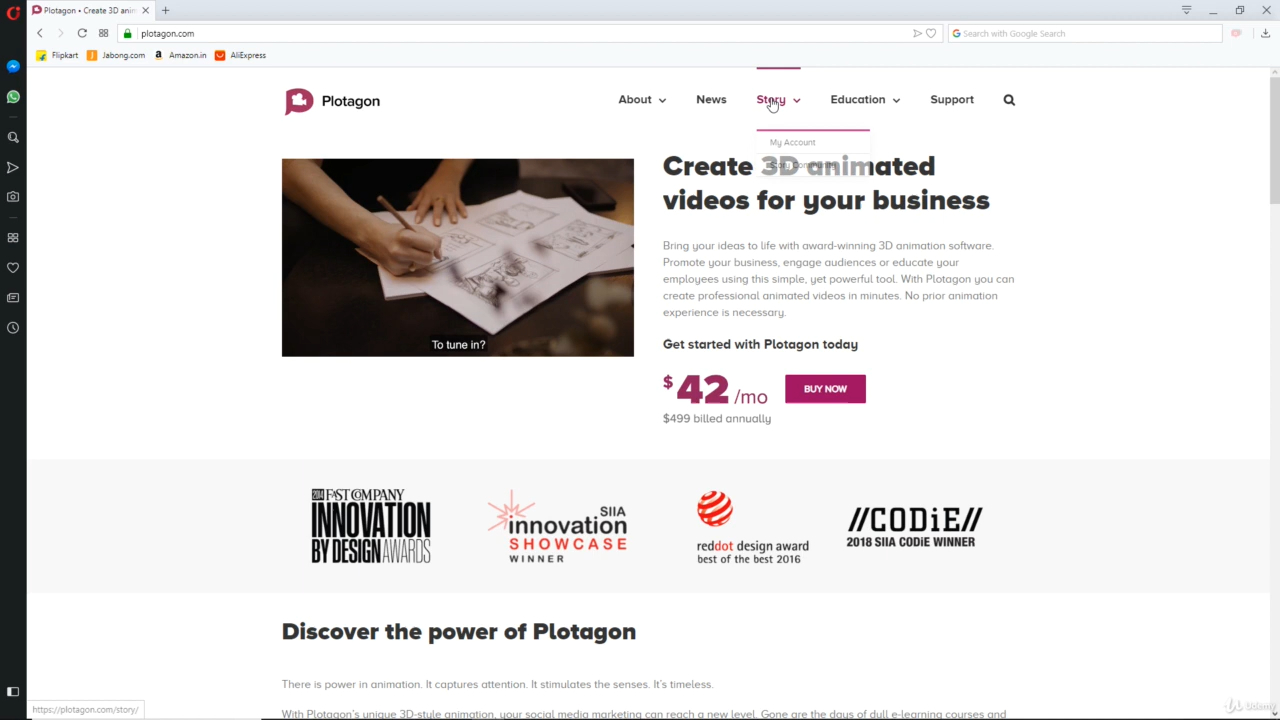 Plotagon • Create 3D anim
plotagon.com
Search with Google Search
Flipkart
Jabong.com
Amazon.in
AliExpress
Plotagon
About
News
Story
Education
Support
My Account
Story Community
Create 3D animated
videos for your business
Bring your ideas to life with award-winning 3D animation software.
Promote your business, engage audiences or educate your
employees using this simple, yet powerful tool. With Plotagon you can
create professional animated videos in minutes. No prior animation
experience is necessary.
To tune in?
Get started with Plotagon today
$42/mo
BUY NOW
$499 billed annually
2014 FAST COMPANY
INNOVATION
BY DESIGN AWARDS
SIIA
innovation
SHOWCASE
WINNER
reddot design award
best of the best 2016
//CODiE//
2018 SIIA CODiE WINNER
Discover the power of Plotagon
There is power in animation. It captures attention. It stimulates the senses. It's timeless.
With Plotagon's unique 3D-style animation, your social media marketing can reach a new level. Gone are the days of dull e-learning courses and
https://plotagon.com/story/
Udemy